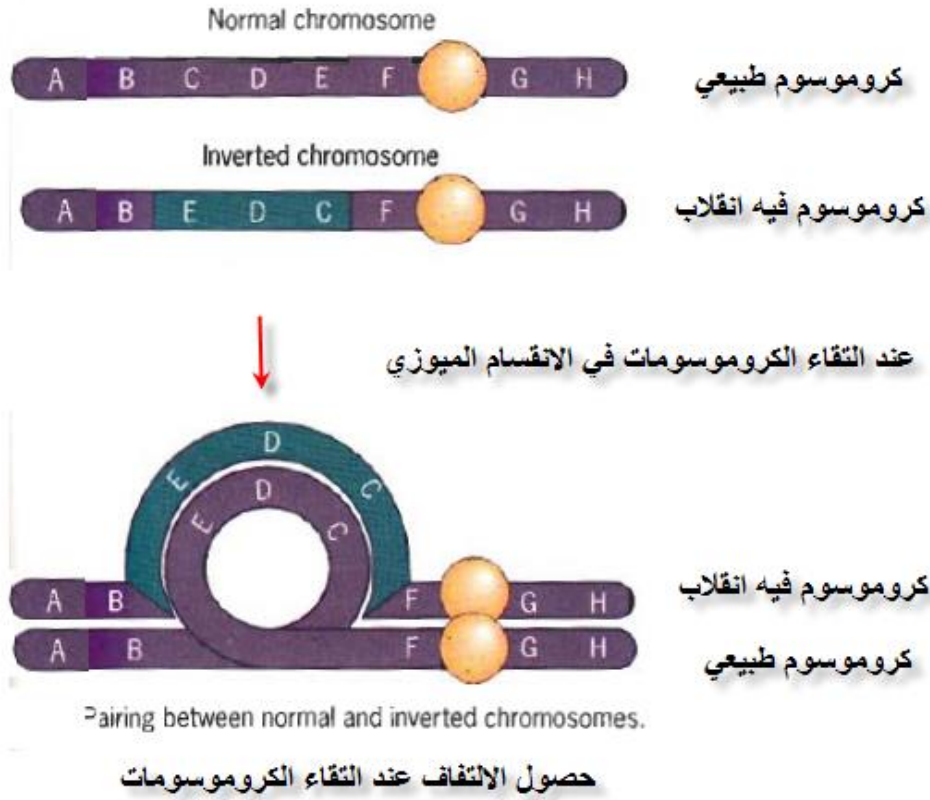 Normal chromosome
A B C D E F G H
كروموسوم طبيعي
Inverted chromosome
A B E D C F G H
كروموسوم فيه انقلاب
عند التقاء الكروموسومات في الانقسام الميوزي
E D C
E D C
A B F G H
كروموسوم فيه انقلاب
A B F G H
كروموسوم طبيعي
Pairing between normal and inverted chromosomes.
حصول الالتفاف عند التقاء الكروموسومات